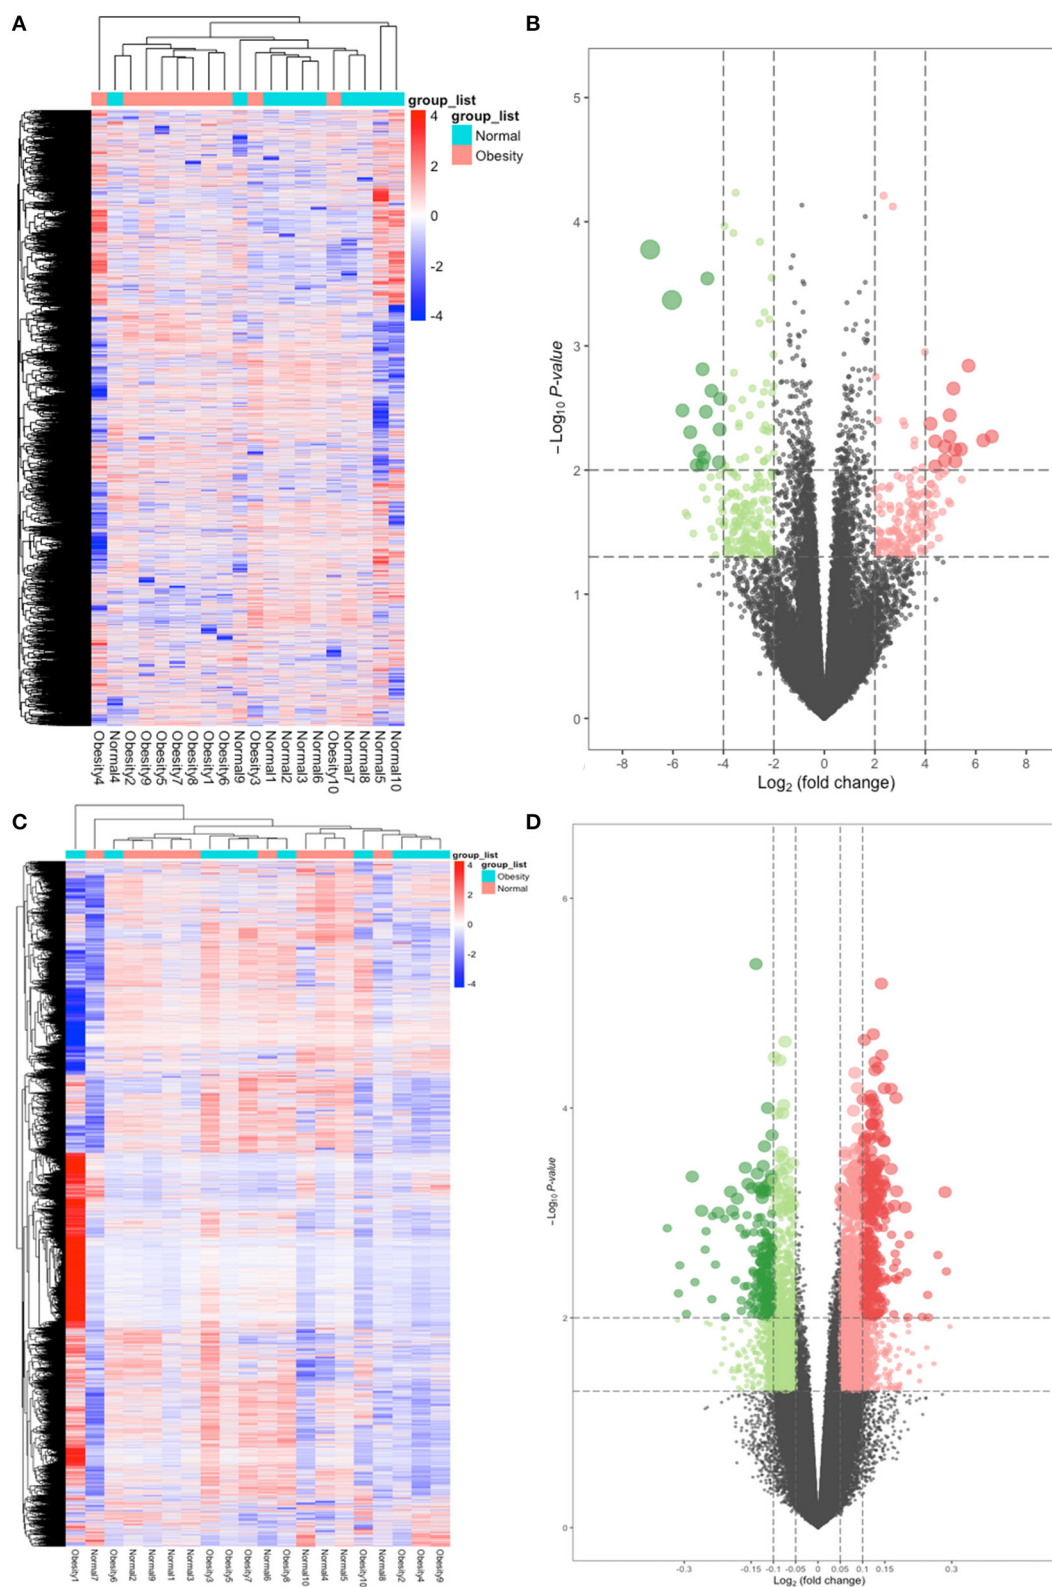 A
group_list
4
2
0
-2
-4
group_list
Normal
Obesity
Obesity4
Normal4
Obesity2
Obesity9
Obesity5
Obesity7
Obesity8
Obesity1
Obesity6
Normal9
Obesity3
Normal1
Normal2
Normal3
Normal6
Obesity10
Normal7
Normal8
Normal5
Normal10
B
5
4
3
2
1
0
-8
-6
-4
-2
0
2
4
6
8
− Log10 P-value
Log2 (fold change)
C
group_list
4
2
0
-2
-4
group_list
Obesity
Normal
Obesity1
Normal7
Obesity6
Normal2
Normal9
Normal1
Normal3
Obesity3
Obesity5
Obesity7
Normal6
Obesity8
Normal10
Normal4
Normal5
Obesity10
Normal8
Obesity2
Obesity4
Obesity9
D
6
4
2
0
-0.3
-0.15
-0.1
-0.05
0
0.05
0.1
0.15
0.3
− Log10 P-value
Log2 (fold change)